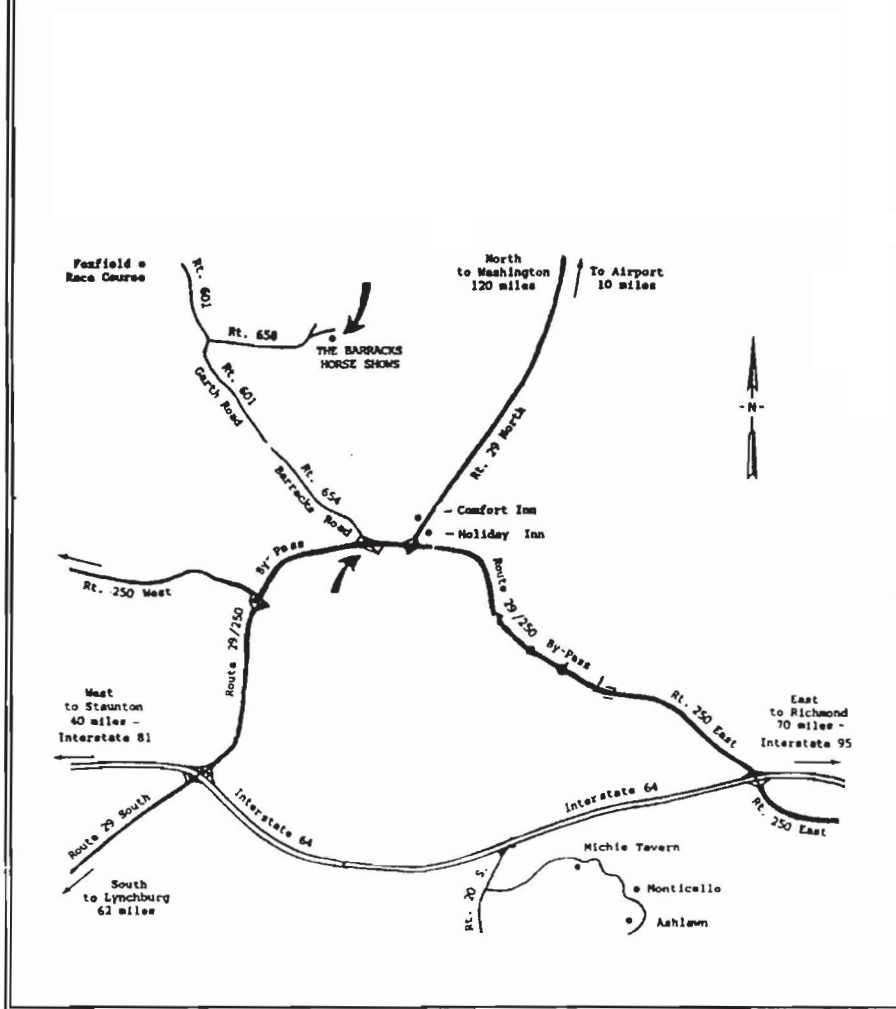 Foxfield
Race Course
Rt. 601
Rt. 658
THE BARRACKS
HORSE SHOWS
Rt. 601
Garth Road
Rt. 654
Barracks Road
North
to Washington
120 miles
To Airport
10 miles
Rt. 29 North
- N -
- Comfort Inn
- Holiday Inn
By-Pass
Rt. 250 West
Route 29/250
Route 29/250 By-Pass
Rt. 250 East
West
to Staunton
40 miles -
Interstate 81
East
to Richmond
70 miles -
Interstate 95
Route 29 South
Interstate 64
Interstate 64
Rt. 250 East
South
to Lynchburg
62 miles
Rt. 20 S.
Michie Tavern
Monticello
Ashlawn